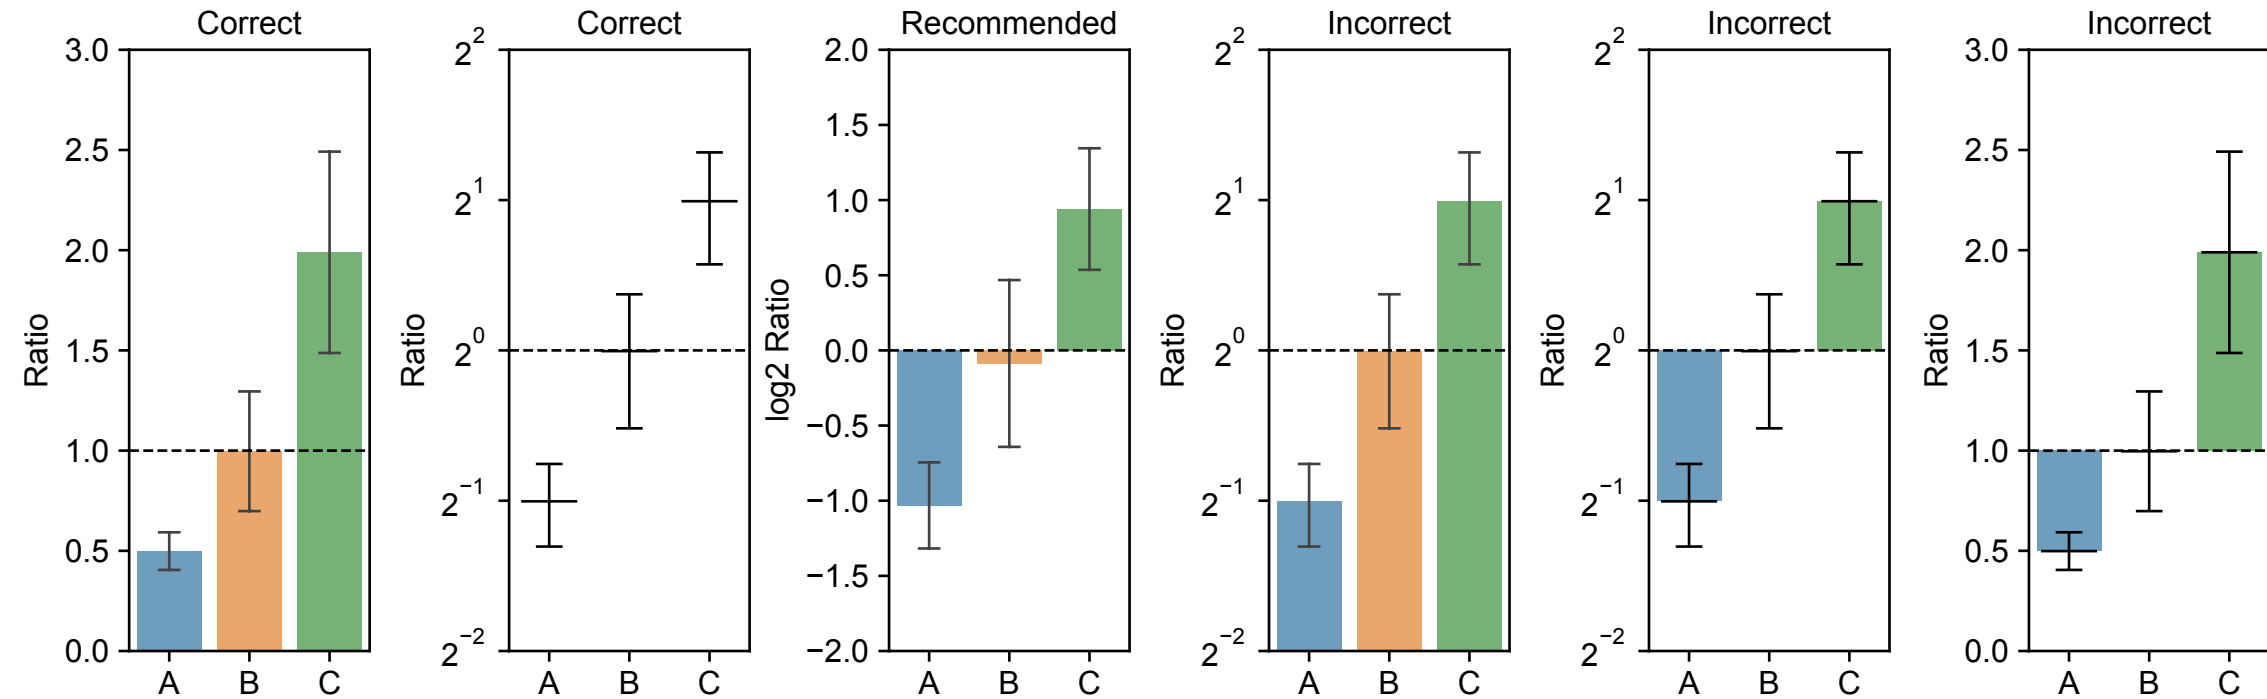 Correct
Correct
Recommended
Incorrect
Incorrect
Incorrect
Ratio
3.0
2.5
2.0
1.5
1.0
0.5
0.0
A B C
Ratio
2^2
2^1
2^0
2^−1
2^−2
A B C
log2 Ratio
2.0
1.5
1.0
0.5
0.0
−0.5
−1.0
−1.5
−2.0
A B C
Ratio
2^2
2^1
2^0
2^−1
2^−2
A B C
Ratio
2^2
2^1
2^0
2^−1
2^−2
A B C
Ratio
3.0
2.5
2.0
1.5
1.0
0.5
0.0
A B C